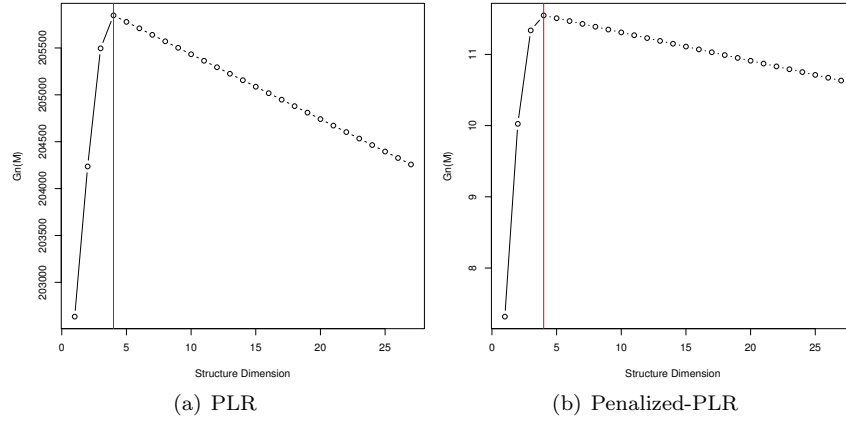 Gn(M)
205500
205000
204500
204000
203500
203000
0 5 10 15 20 25
Structure Dimension
(a) PLR
Gn(M)
11
10
9
8
0 5 10 15 20 25
Structure Dimension
(b) Penalized-PLR